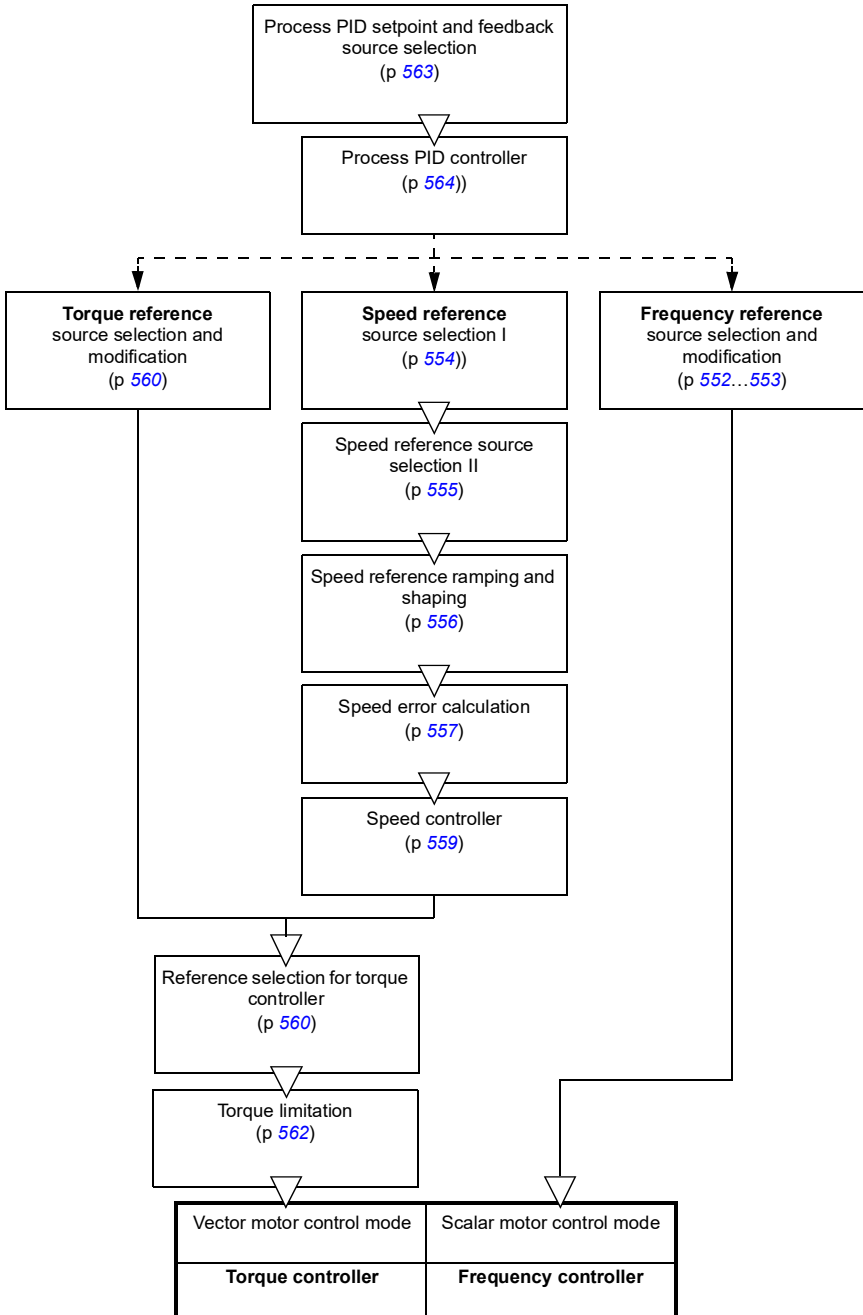 Process PID setpoint and feedback
source selection
(p 563)
Process PID controller
(p 564))
Torque reference
source selection and
modification
(p 560)
Speed reference
source selection I
(p 554))
Frequency reference
source selection and
modification
(p 552…553)
Speed reference source
selection II
(p 555)
Speed reference ramping and
shaping
(p 556)
Speed error calculation
(p 557)
Speed controller
(p 559)
Reference selection for torque
controller
(p 560)
Torque limitation
(p 562)
Vector motor control mode
Scalar motor control mode
Torque controller
Frequency controller